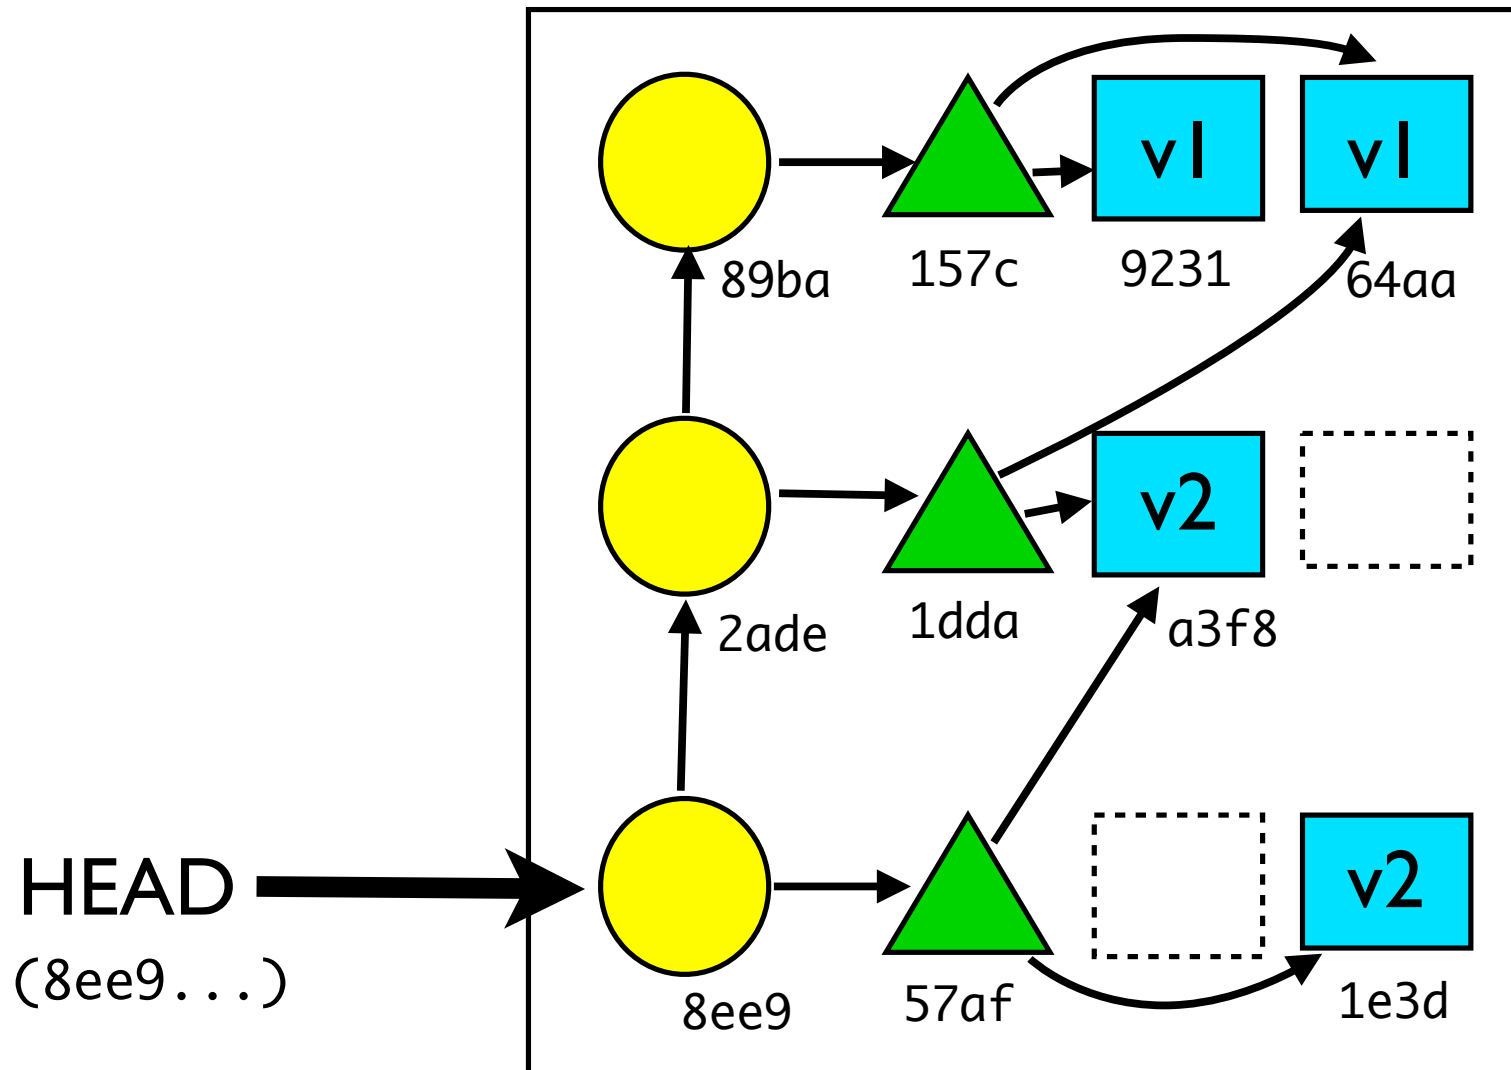 v1
v1
89ba
157c
9231
64aa
v2
2ade
1dda
a3f8
HEAD
v2
(8ee9...)
8ee9
57af
1e3d